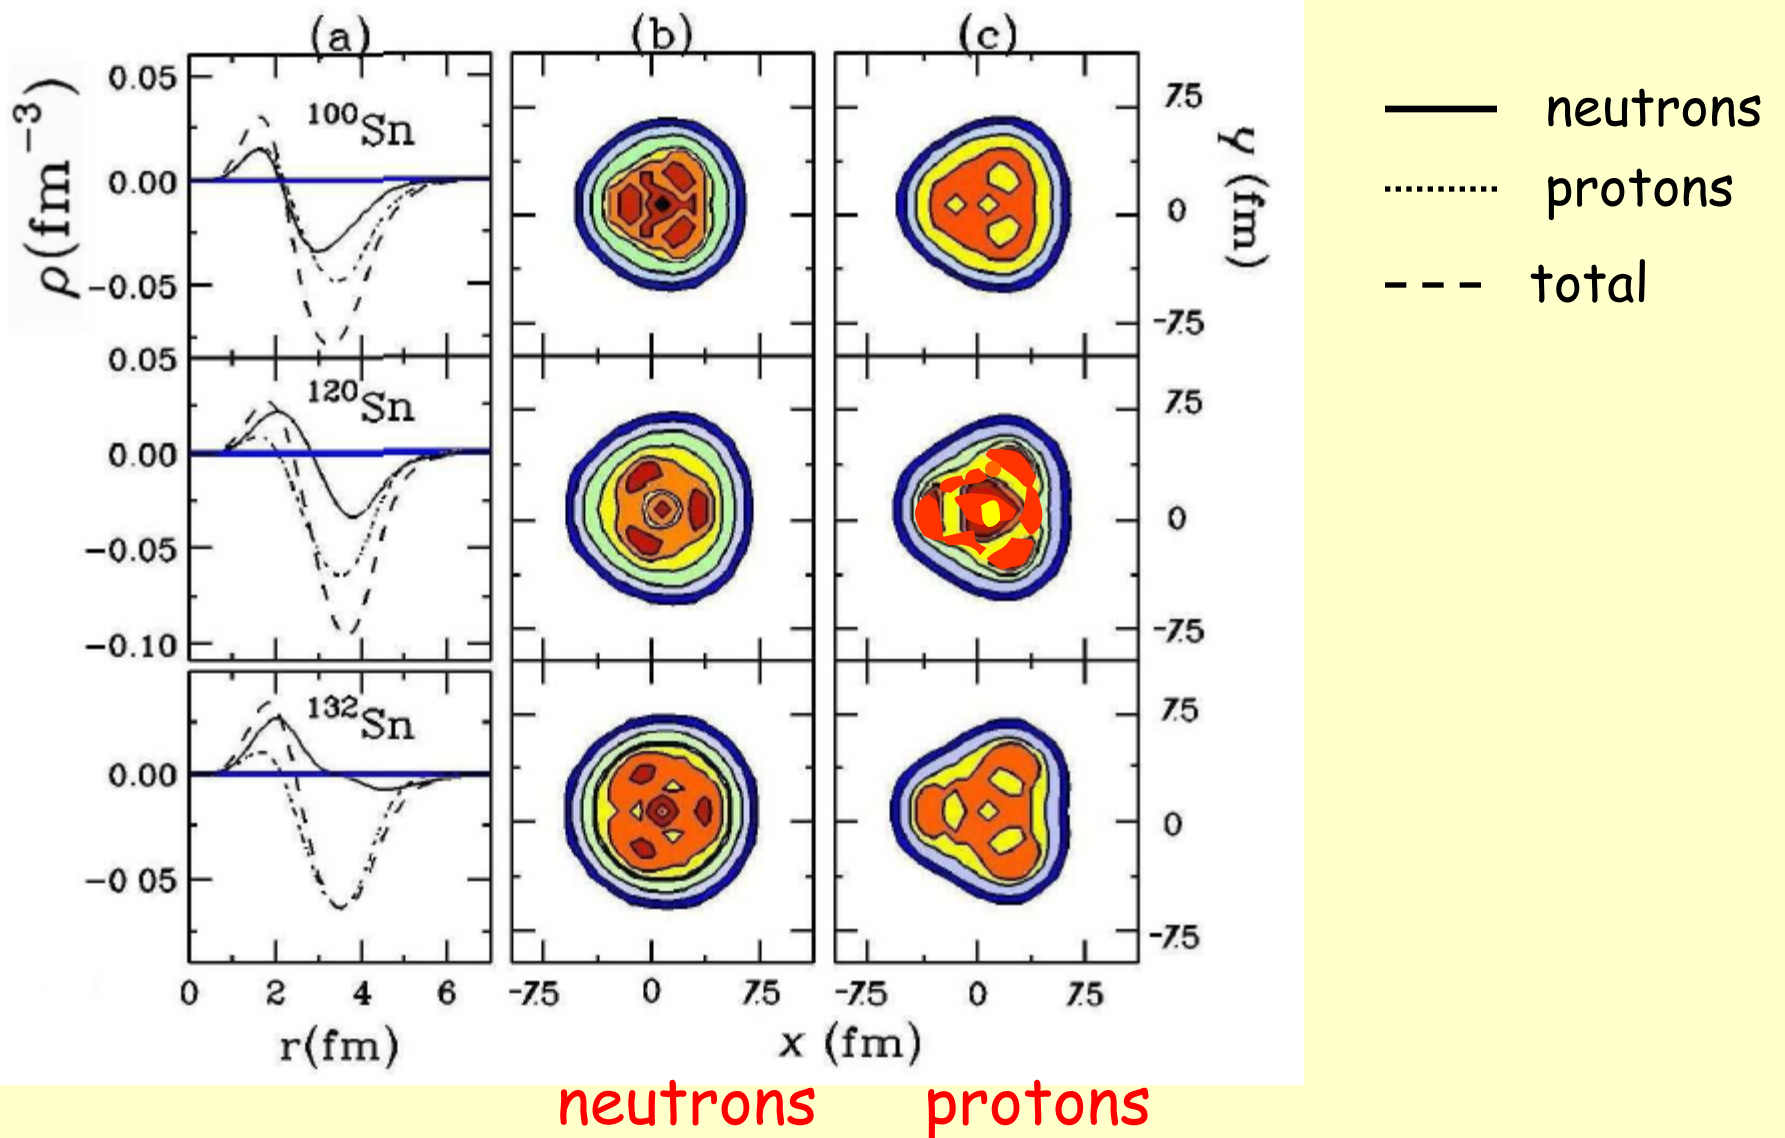 (a) (b) (c)
ρ(fm⁻³)
0.05
0.00
−0.05
¹⁰⁰Sn
0.05
0.00
−0.05
−0.10
¹²⁰Sn
0.00
−0 05
¹³²Sn
0 2 4 6
r(fm)
-7.5 0 7.5
-7.5 0 7.5
x (fm)
7.5
0
-7.5
7.5
0
-7.5
7.5
0
-7.5
y (fm)
neutrons
protons
total
neutrons protons